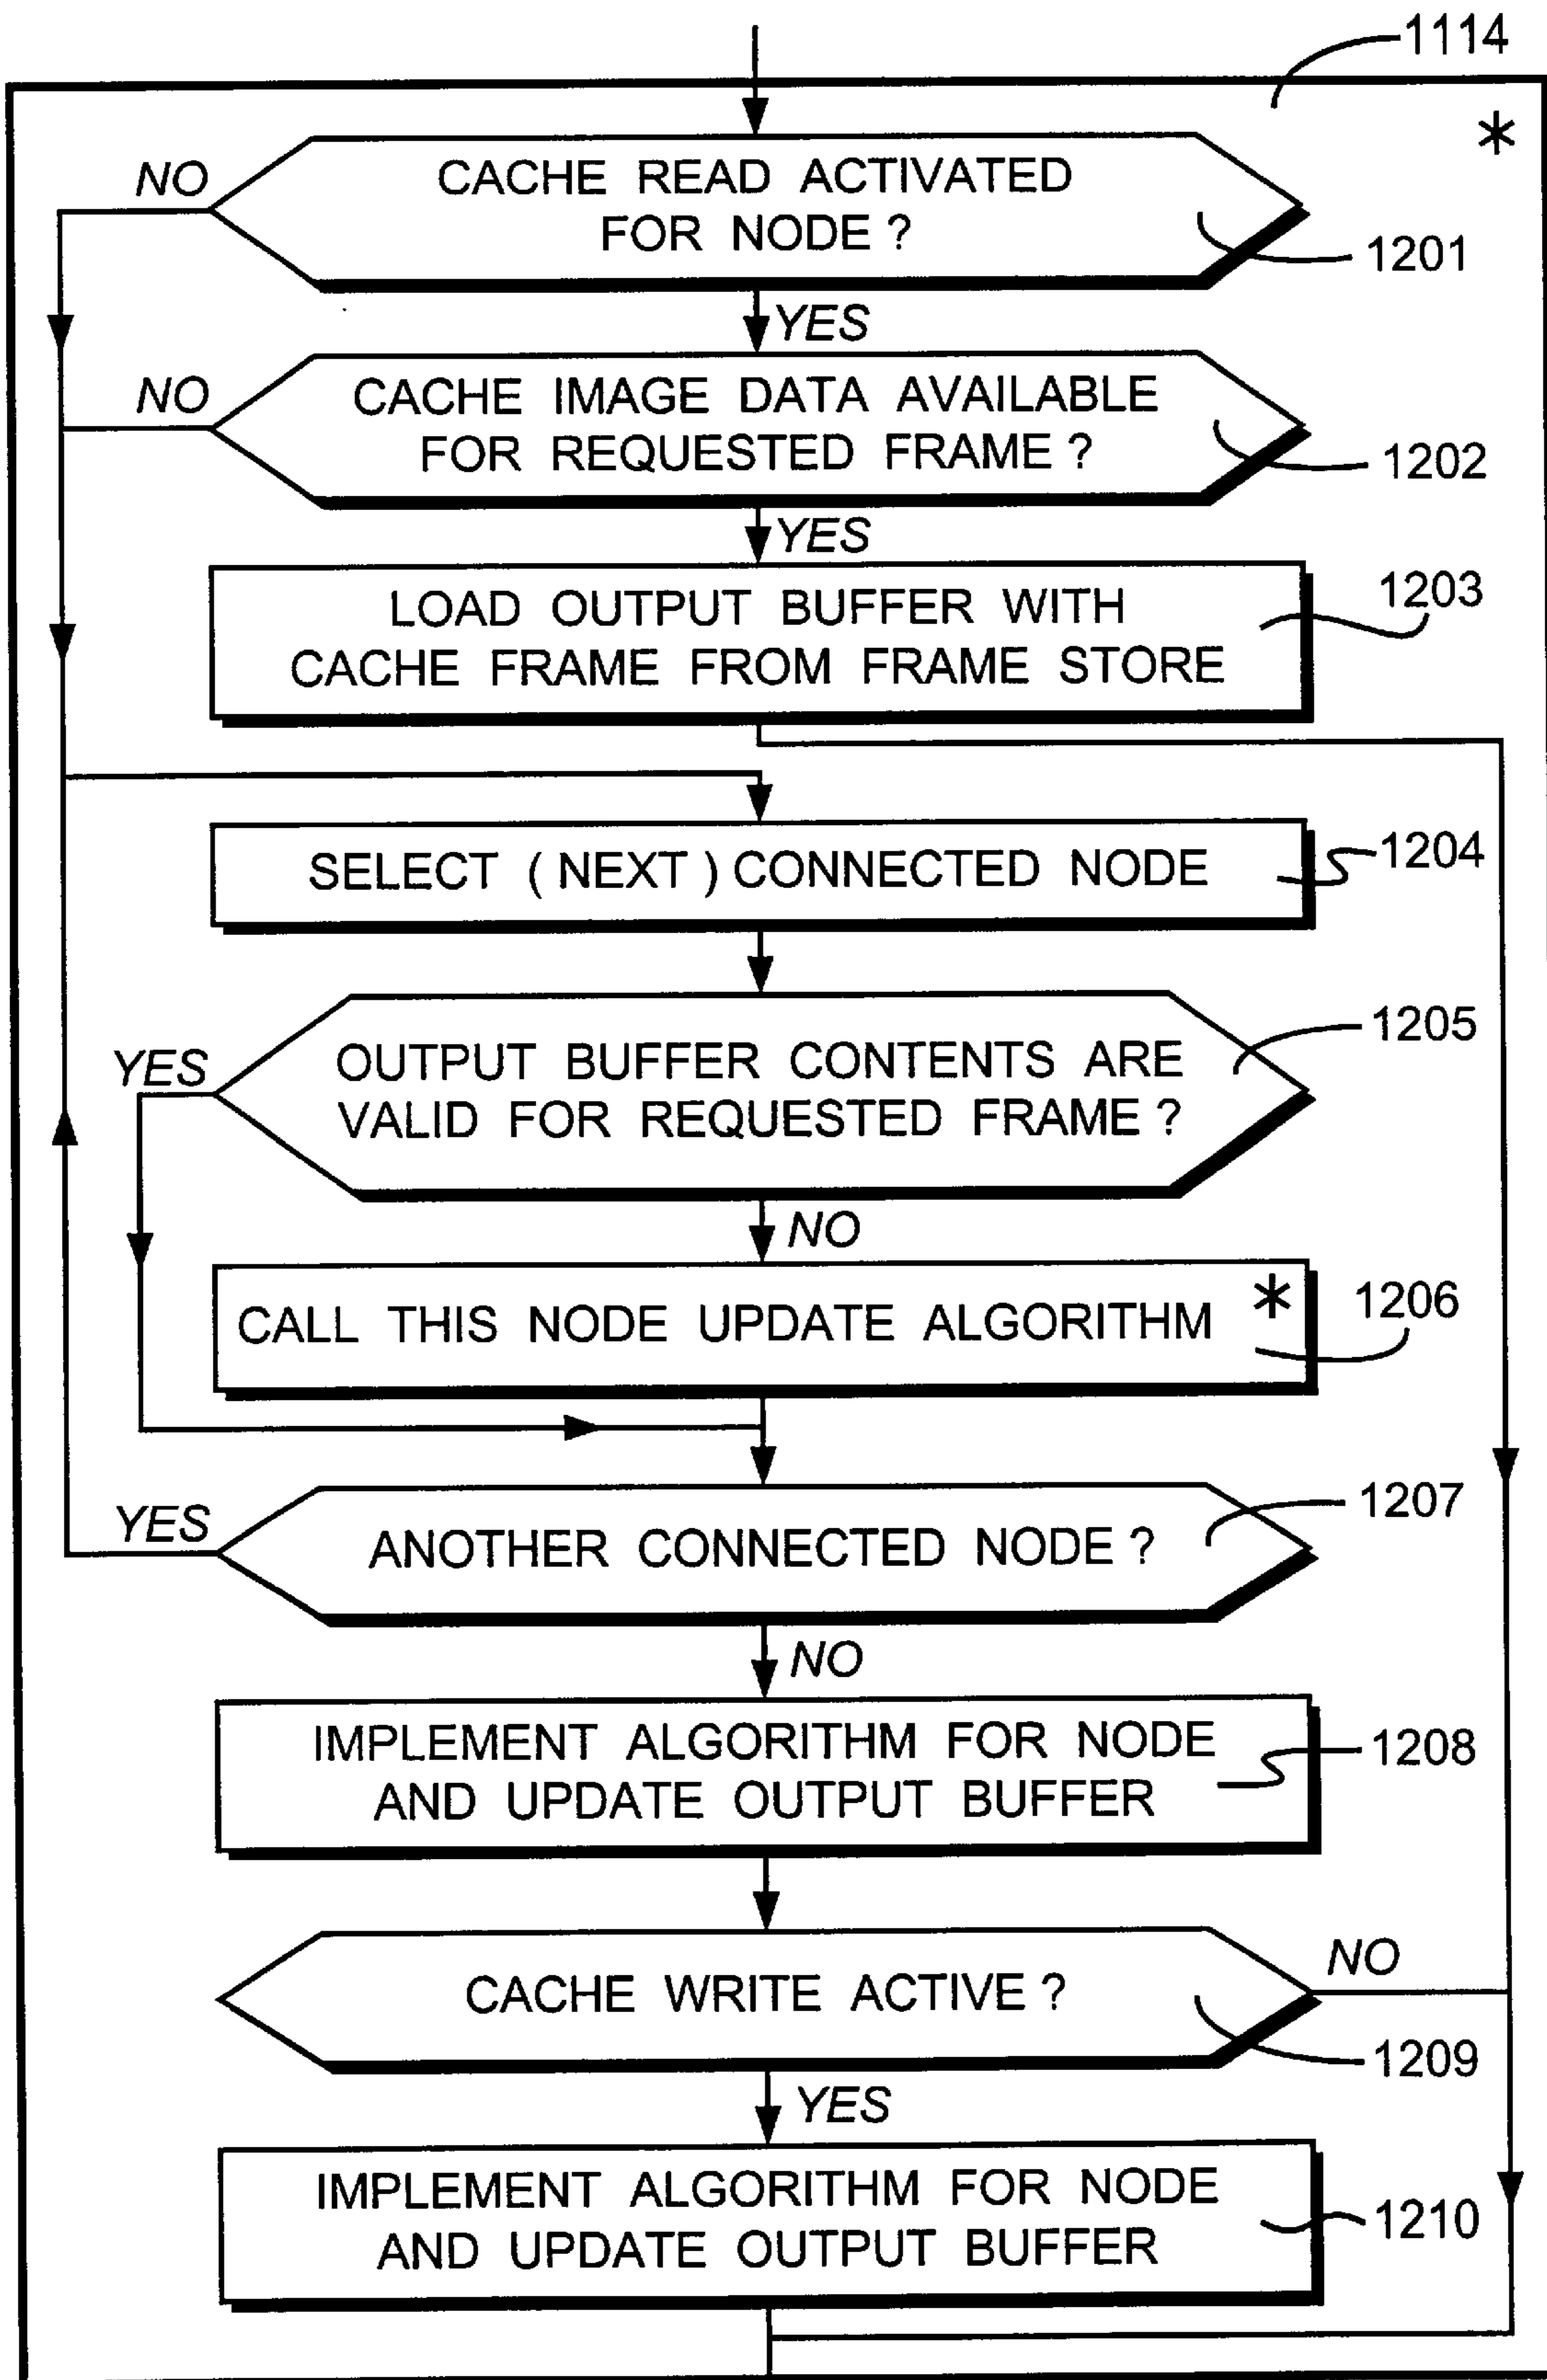 1114
*
NO
CACHE READ ACTIVATED
FOR NODE ?
1201
YES
NO
CACHE IMAGE DATA AVAILABLE
FOR REQUESTED FRAME ?
1202
YES
LOAD OUTPUT BUFFER WITH
CACHE FRAME FROM FRAME STORE
1203
SELECT ( NEXT ) CONNECTED NODE
1204
YES
OUTPUT BUFFER CONTENTS ARE
VALID FOR REQUESTED FRAME ?
1205
NO
CALL THIS NODE UPDATE ALGORITHM *
1206
YES
ANOTHER CONNECTED NODE ?
1207
NO
IMPLEMENT ALGORITHM FOR NODE
AND UPDATE OUTPUT BUFFER
1208
CACHE WRITE ACTIVE ?
NO
1209
YES
IMPLEMENT ALGORITHM FOR NODE
AND UPDATE OUTPUT BUFFER
1210